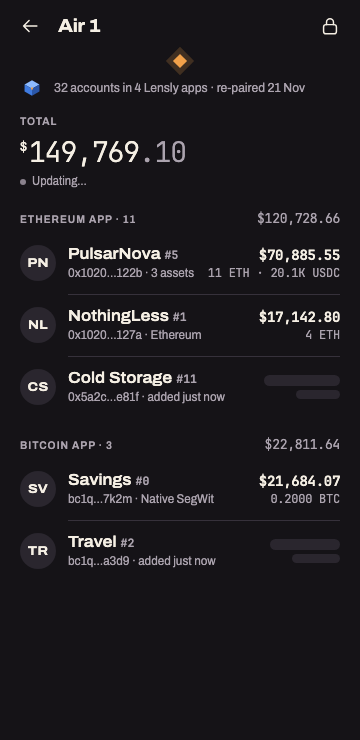 Air 1
32 accounts in 4 Lensly apps · re-paired 21 Nov
TOTAL
$149,769.10
Updating...
ETHEREUM APP · 11 $120,728.66
PN PulsarNova #5 $70,885.55
0x1020...122b · 3 assets 11 ETH · 20.1K USDC
NL NothingLess #1 $17,142.80
0x1020...127a · Ethereum 4 ETH
CS Cold Storage #11
0x5a2c...e81f · added just now
BITCOIN APP · 3 $22,811.64
SV Savings #0 $21,684.07
bc1q...7k2m · Native SegWit 0.2000 BTC
TR Travel #2
bc1q...a3d9 · added just now